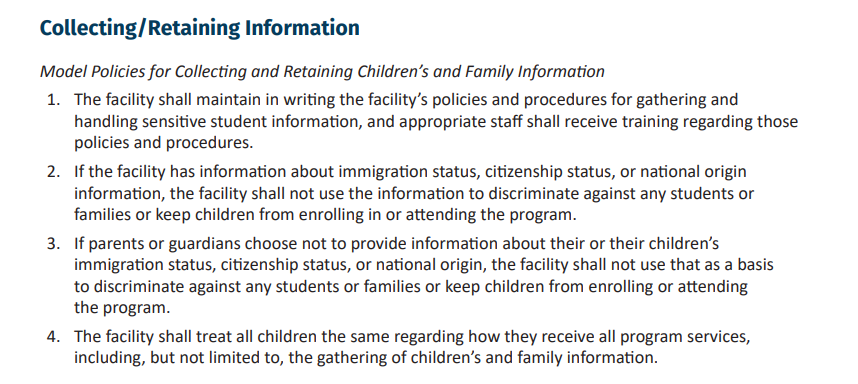 Collecting/Retaining Information
Model Policies for Collecting and Retaining Children's and Family Information
1. The facility shall maintain in writing the facility's policies and procedures for gathering and
handling sensitive student information, and appropriate staff shall receive training regarding those
policies and procedures.
2. If the facility has information about immigration status, citizenship status, or national origin
information, the facility shall not use the information to discriminate against any students or
families or keep children from enrolling in or attending the program.
3. If parents or guardians choose not to provide information about their or their children's
immigration status, citizenship status, or national origin, the facility shall not use that as a basis
to discriminate against any students or families or keep children from enrolling or attending
the program.
4. The facility shall treat all children the same regarding how they receive all program services,
including, but not limited to, the gathering of children's and family information.